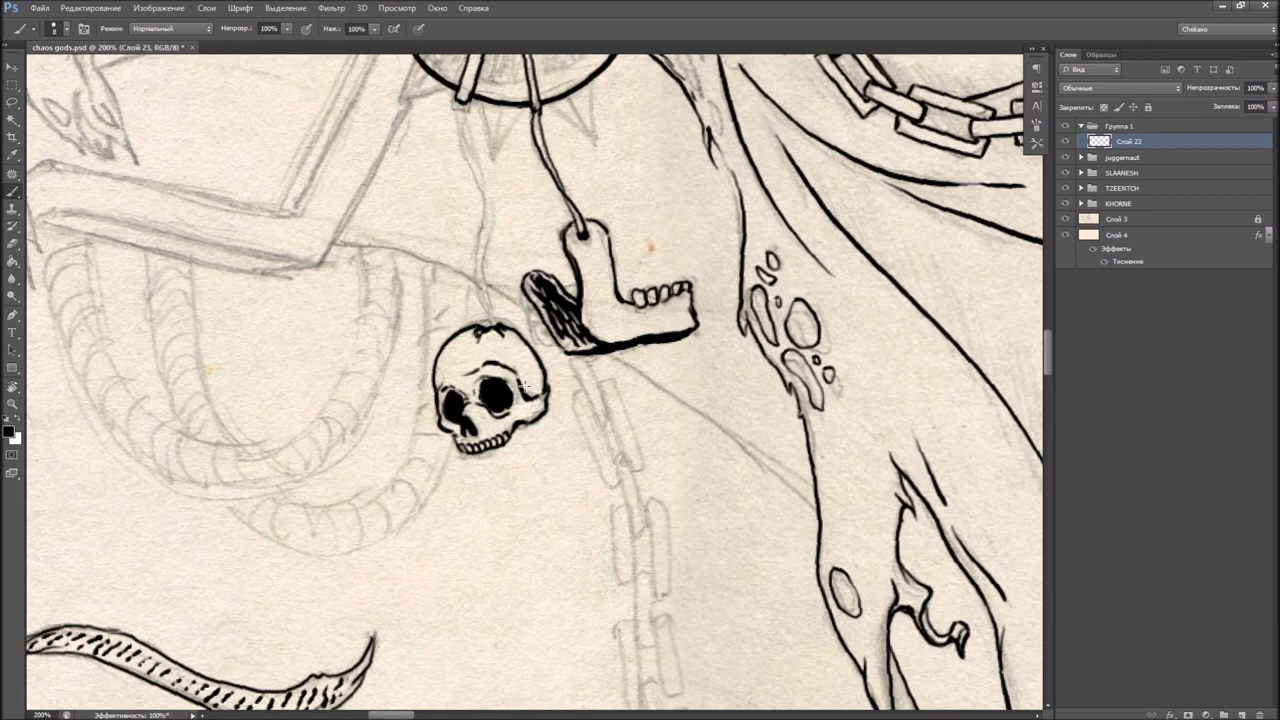 Ps Файл Редактирование Изображение Слои Шрифт Выделение Фильтр 3D Просмотр Окно Справка
8 Режим: Нормальный Непрозр.: 100% Наж.: 100% Chekavo
chaos gods.psd @ 200% (Слой 23, RGB/8) * ×
Слои Образцы
Вид
Обычные Непрозрачность: 100%
Закрепить: Заливка: 100%
Группа 1
Слой 23
juggernaut
SLAANESH
TZEENTCH
KHORNE
Слой 3
Слой 4 fx
Эффекты
Тиснение
200% Эффективность: 100%*